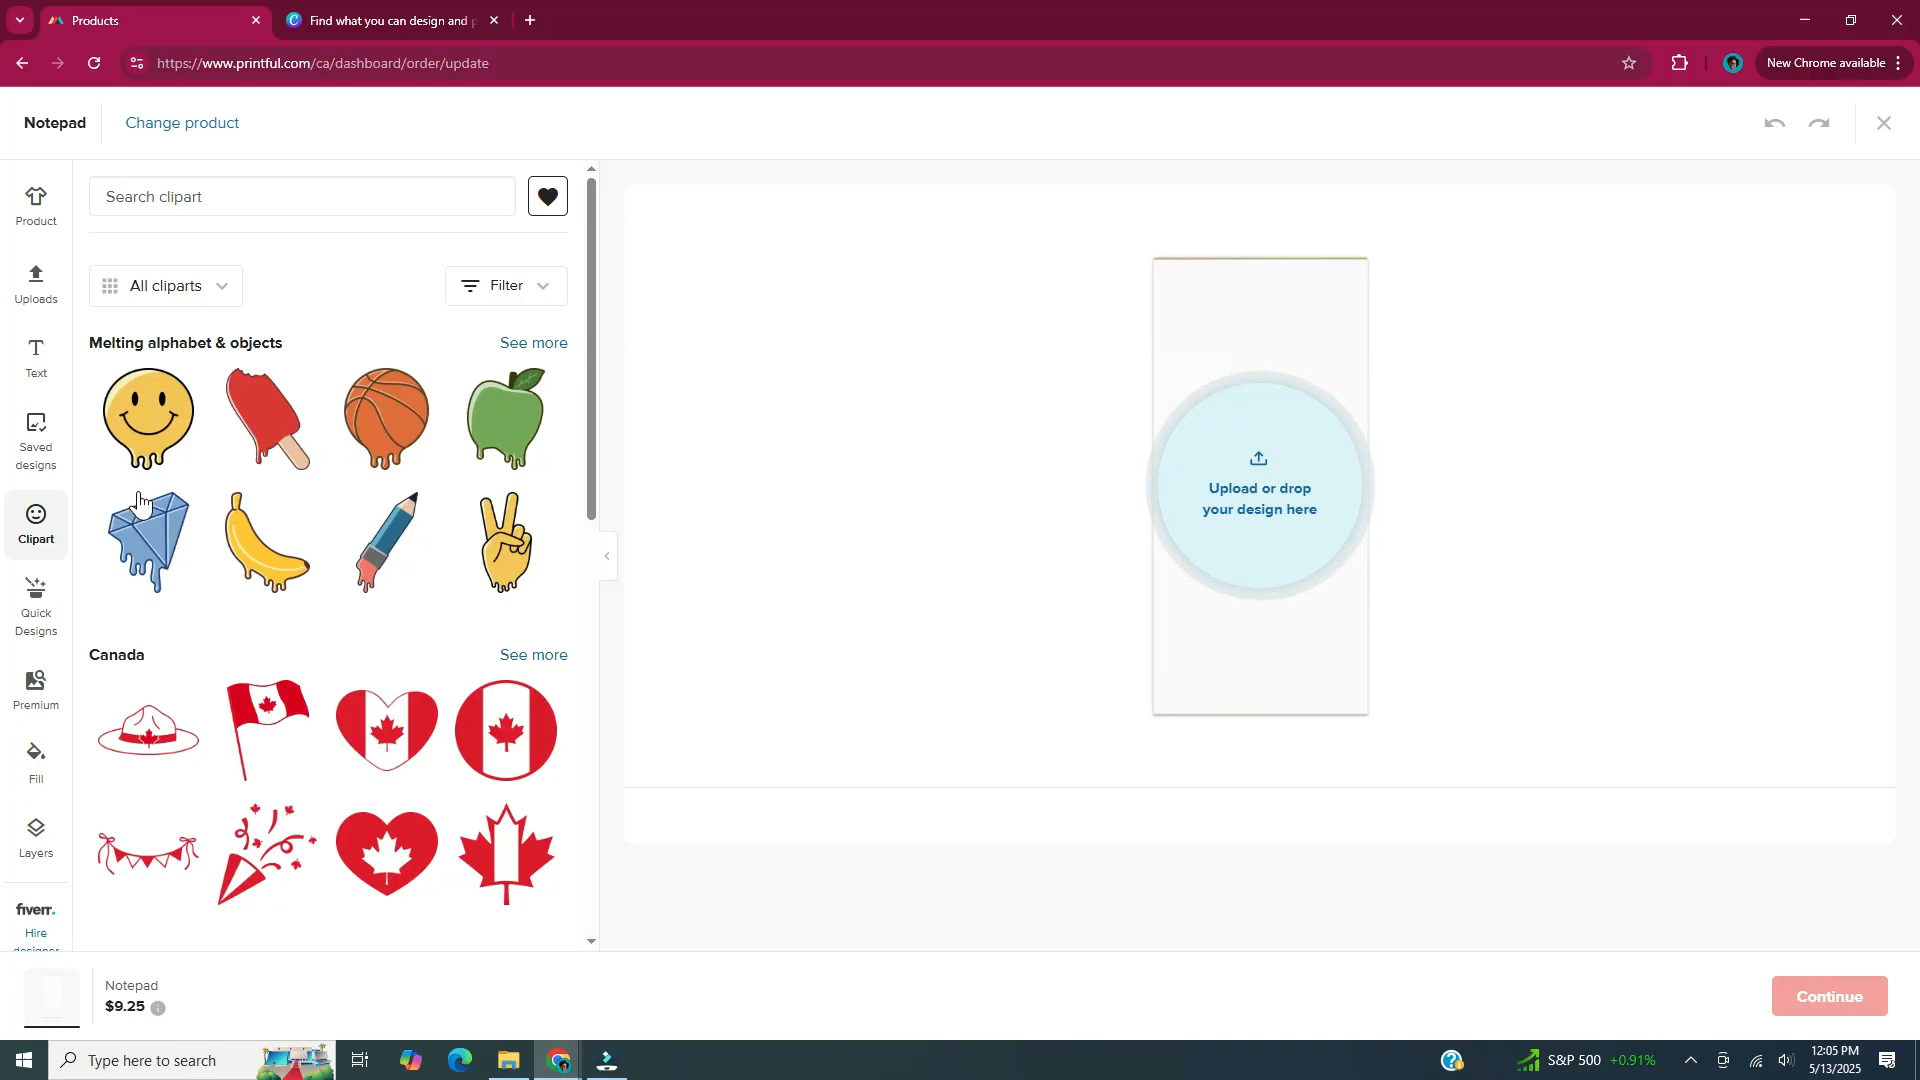 Products
Find what you can design and p
https://www.printful.com/ca/dashboard/order/update
New Chrome available
Notepad
Change product
Product
Uploads
Text
Saved
designs
Clipart
Quick
Designs
Premium
Fill
Layers
fiverr.
Hire
designer
Search clipart
All cliparts
Filter
Melting alphabet & objects
See more
Canada
See more
Upload or drop
your design here
Notepad
$9.25
Continue
Type here to search
S&P 500 +0.91%
12:05 PM
5/13/2025